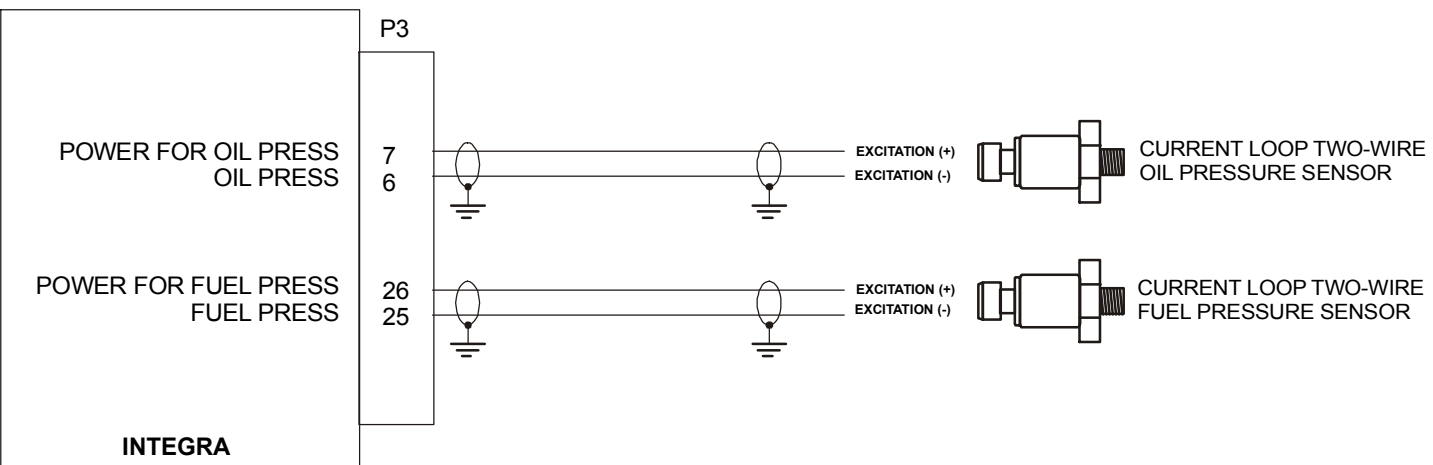 P3
POWER FOR OIL PRESS 7 EXCITATION (+) CURRENT LOOP TWO-WIRE
OIL PRESS 6 EXCITATION (-) OIL PRESSURE SENSOR
POWER FOR FUEL PRESS 26 EXCITATION (+) CURRENT LOOP TWO-WIRE
FUEL PRESS 25 EXCITATION (-) FUEL PRESSURE SENSOR
INTEGRA